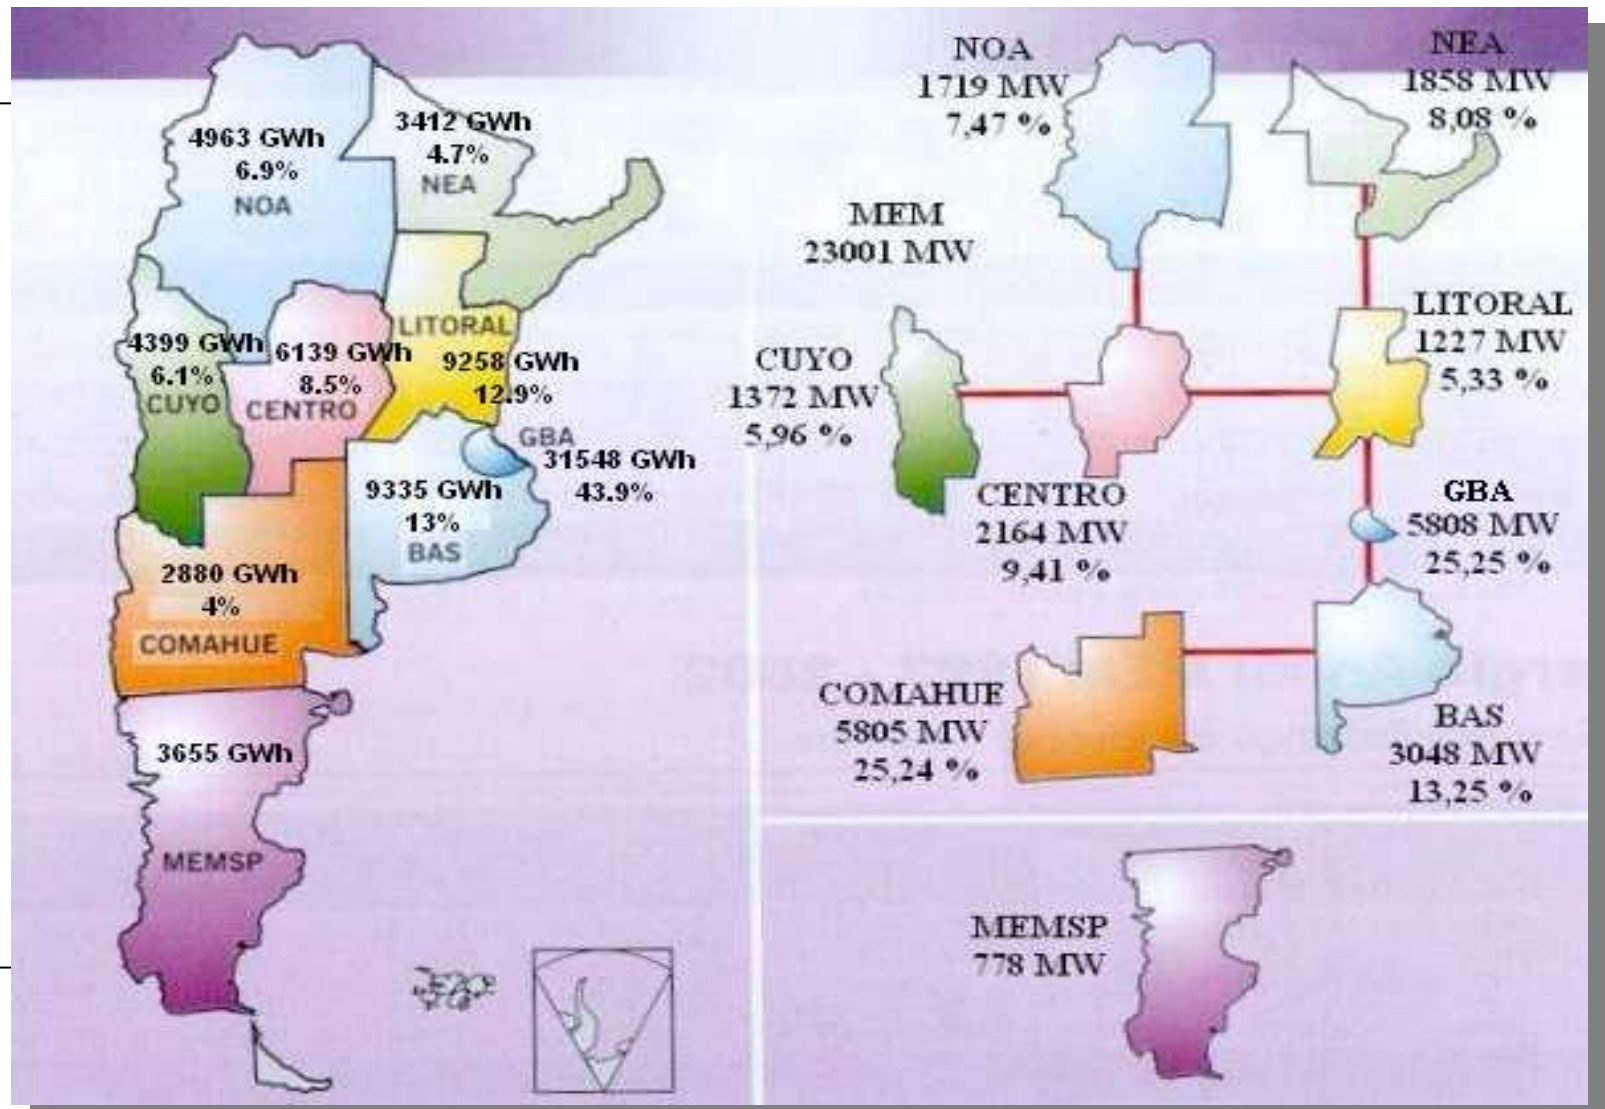 4963 GWh
6.9%
NOA
3412 GWh
4.7%
NEA
4399 GWh
6.1%
CUYO
6139 GWh
8.5%
CENTRO
LITORAL
9258 GWh
12.9%
GBA
31548 GWh
43.9%
9335 GWh
13%
BAS
2880 GWh
4%
COMAHUE
3655 GWh
MEMSP
NOA
1719 MW
7,47 %
NEA
1858 MW
8,08 %
MEM
23001 MW
LITORAL
1227 MW
5,33 %
CUYO
1372 MW
5,96 %
CENTRO
2164 MW
9,41 %
GBA
5808 MW
25,25 %
COMAHUE
5805 MW
25,24 %
BAS
3048 MW
13,25 %
MEMSP
778 MW